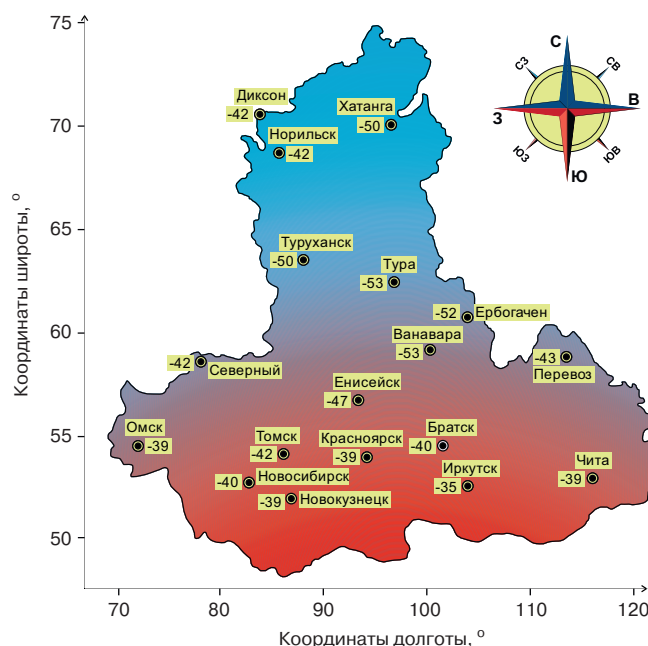 75
70
65
60
55
50
Координаты широты, °
70
80
90
100
110
120
Координаты долготы, °
С
СВ
В
ЮВ
Ю
ЮЗ
З
СЗ
Диксон
-42
Хатанга
-50
Норильск
-42
Туруханск
-50
Тура
-53
-52 Ербогачен
Ванавара
-53
-43
Перевоз
-42
Северный
Енисейск
-47
Омск
-39
Томск
-42
Красноярск
-39
Братск
-40
-40 Новосибирск
-39 Новокузнецк
Иркутск
-35
Чита
-39